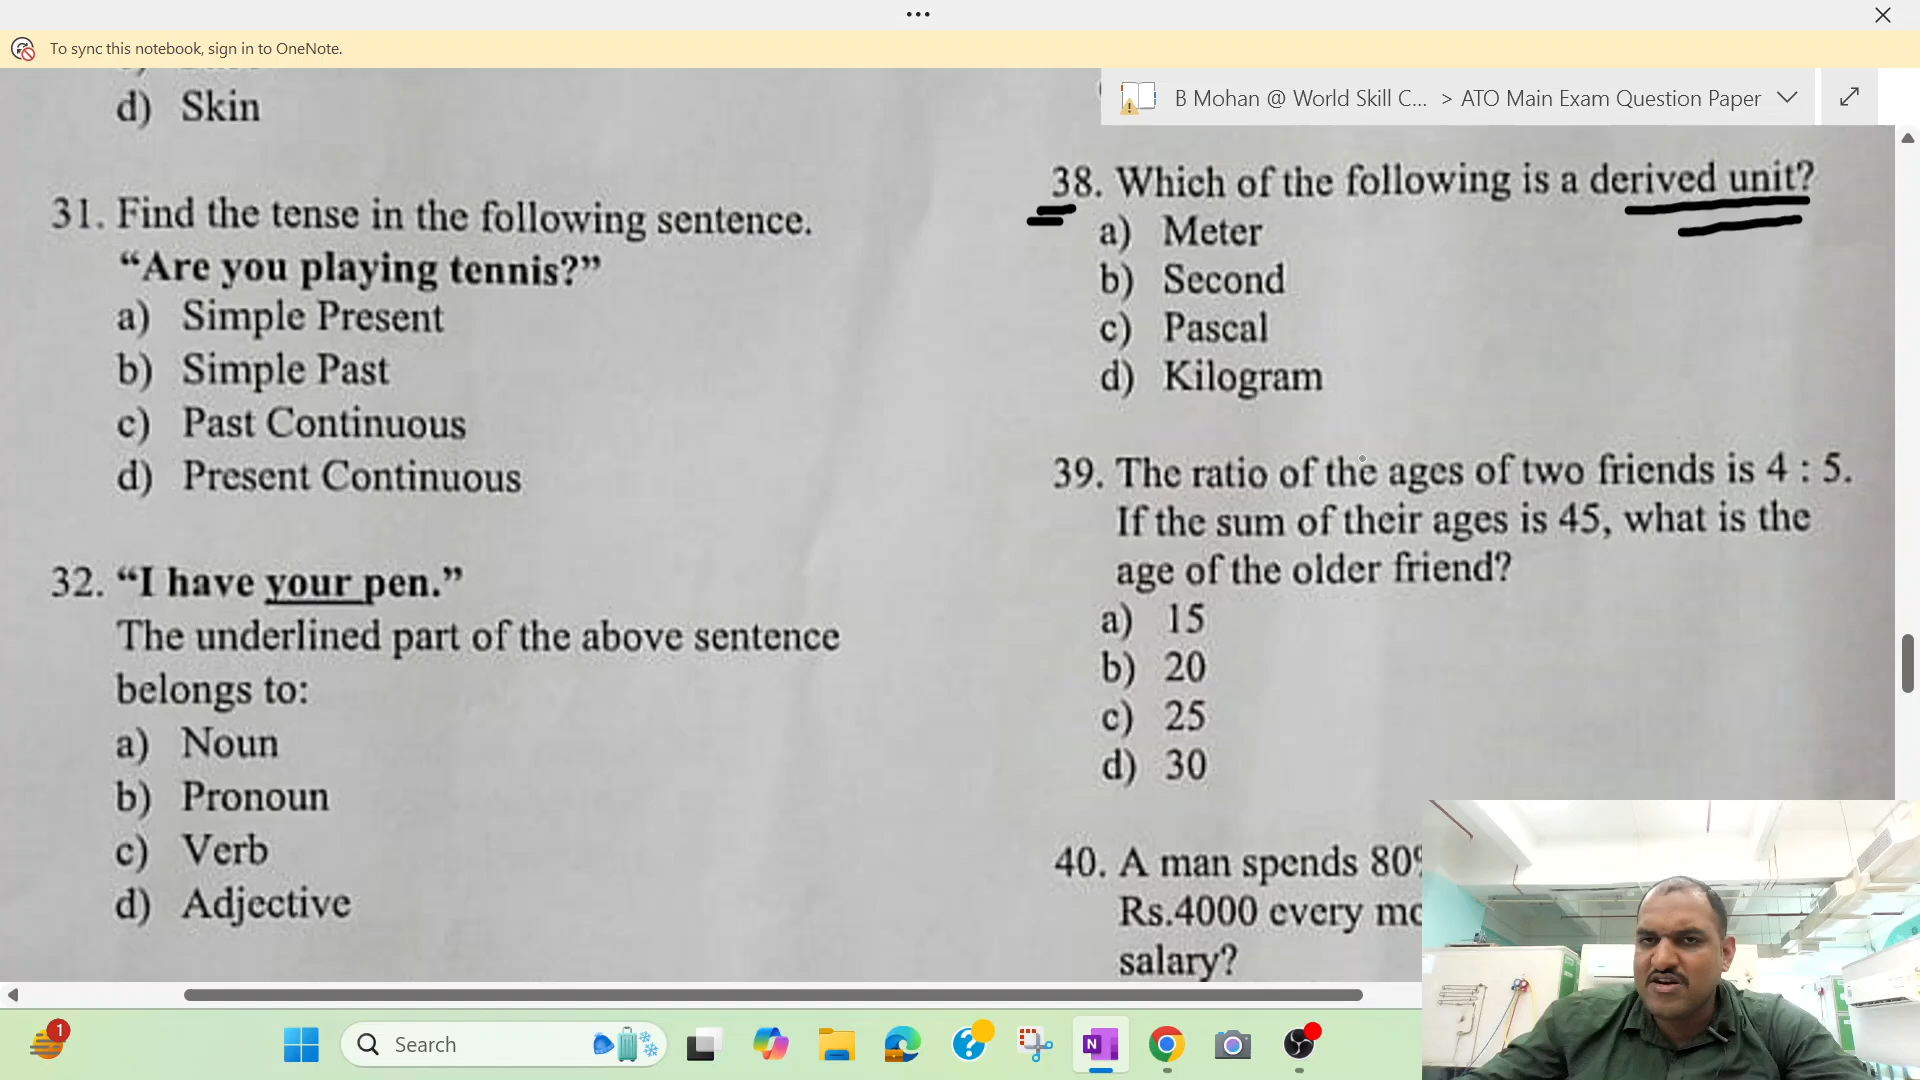 To sync this notebook, sign in to OneNote.
B Mohan @ World Skill C... > ATO Main Exam Question Paper
d) Skin
31. Find the tense in the following sentence.
“Are you playing tennis?”
a) Simple Present
b) Simple Past
c) Past Continuous
d) Present Continuous
32. “I have your pen.”
The underlined part of the above sentence
belongs to:
a) Noun
b) Pronoun
c) Verb
d) Adjective
38. Which of the following is a derived unit?
a) Meter
b) Second
c) Pascal
d) Kilogram
39. The ratio of the ages of two friends is 4 : 5.
If the sum of their ages is 45, what is the
age of the older friend?
a) 15
b) 20
c) 25
d) 30
40. A man spends 80%
Rs.4000 every mo
salary?
1
Search